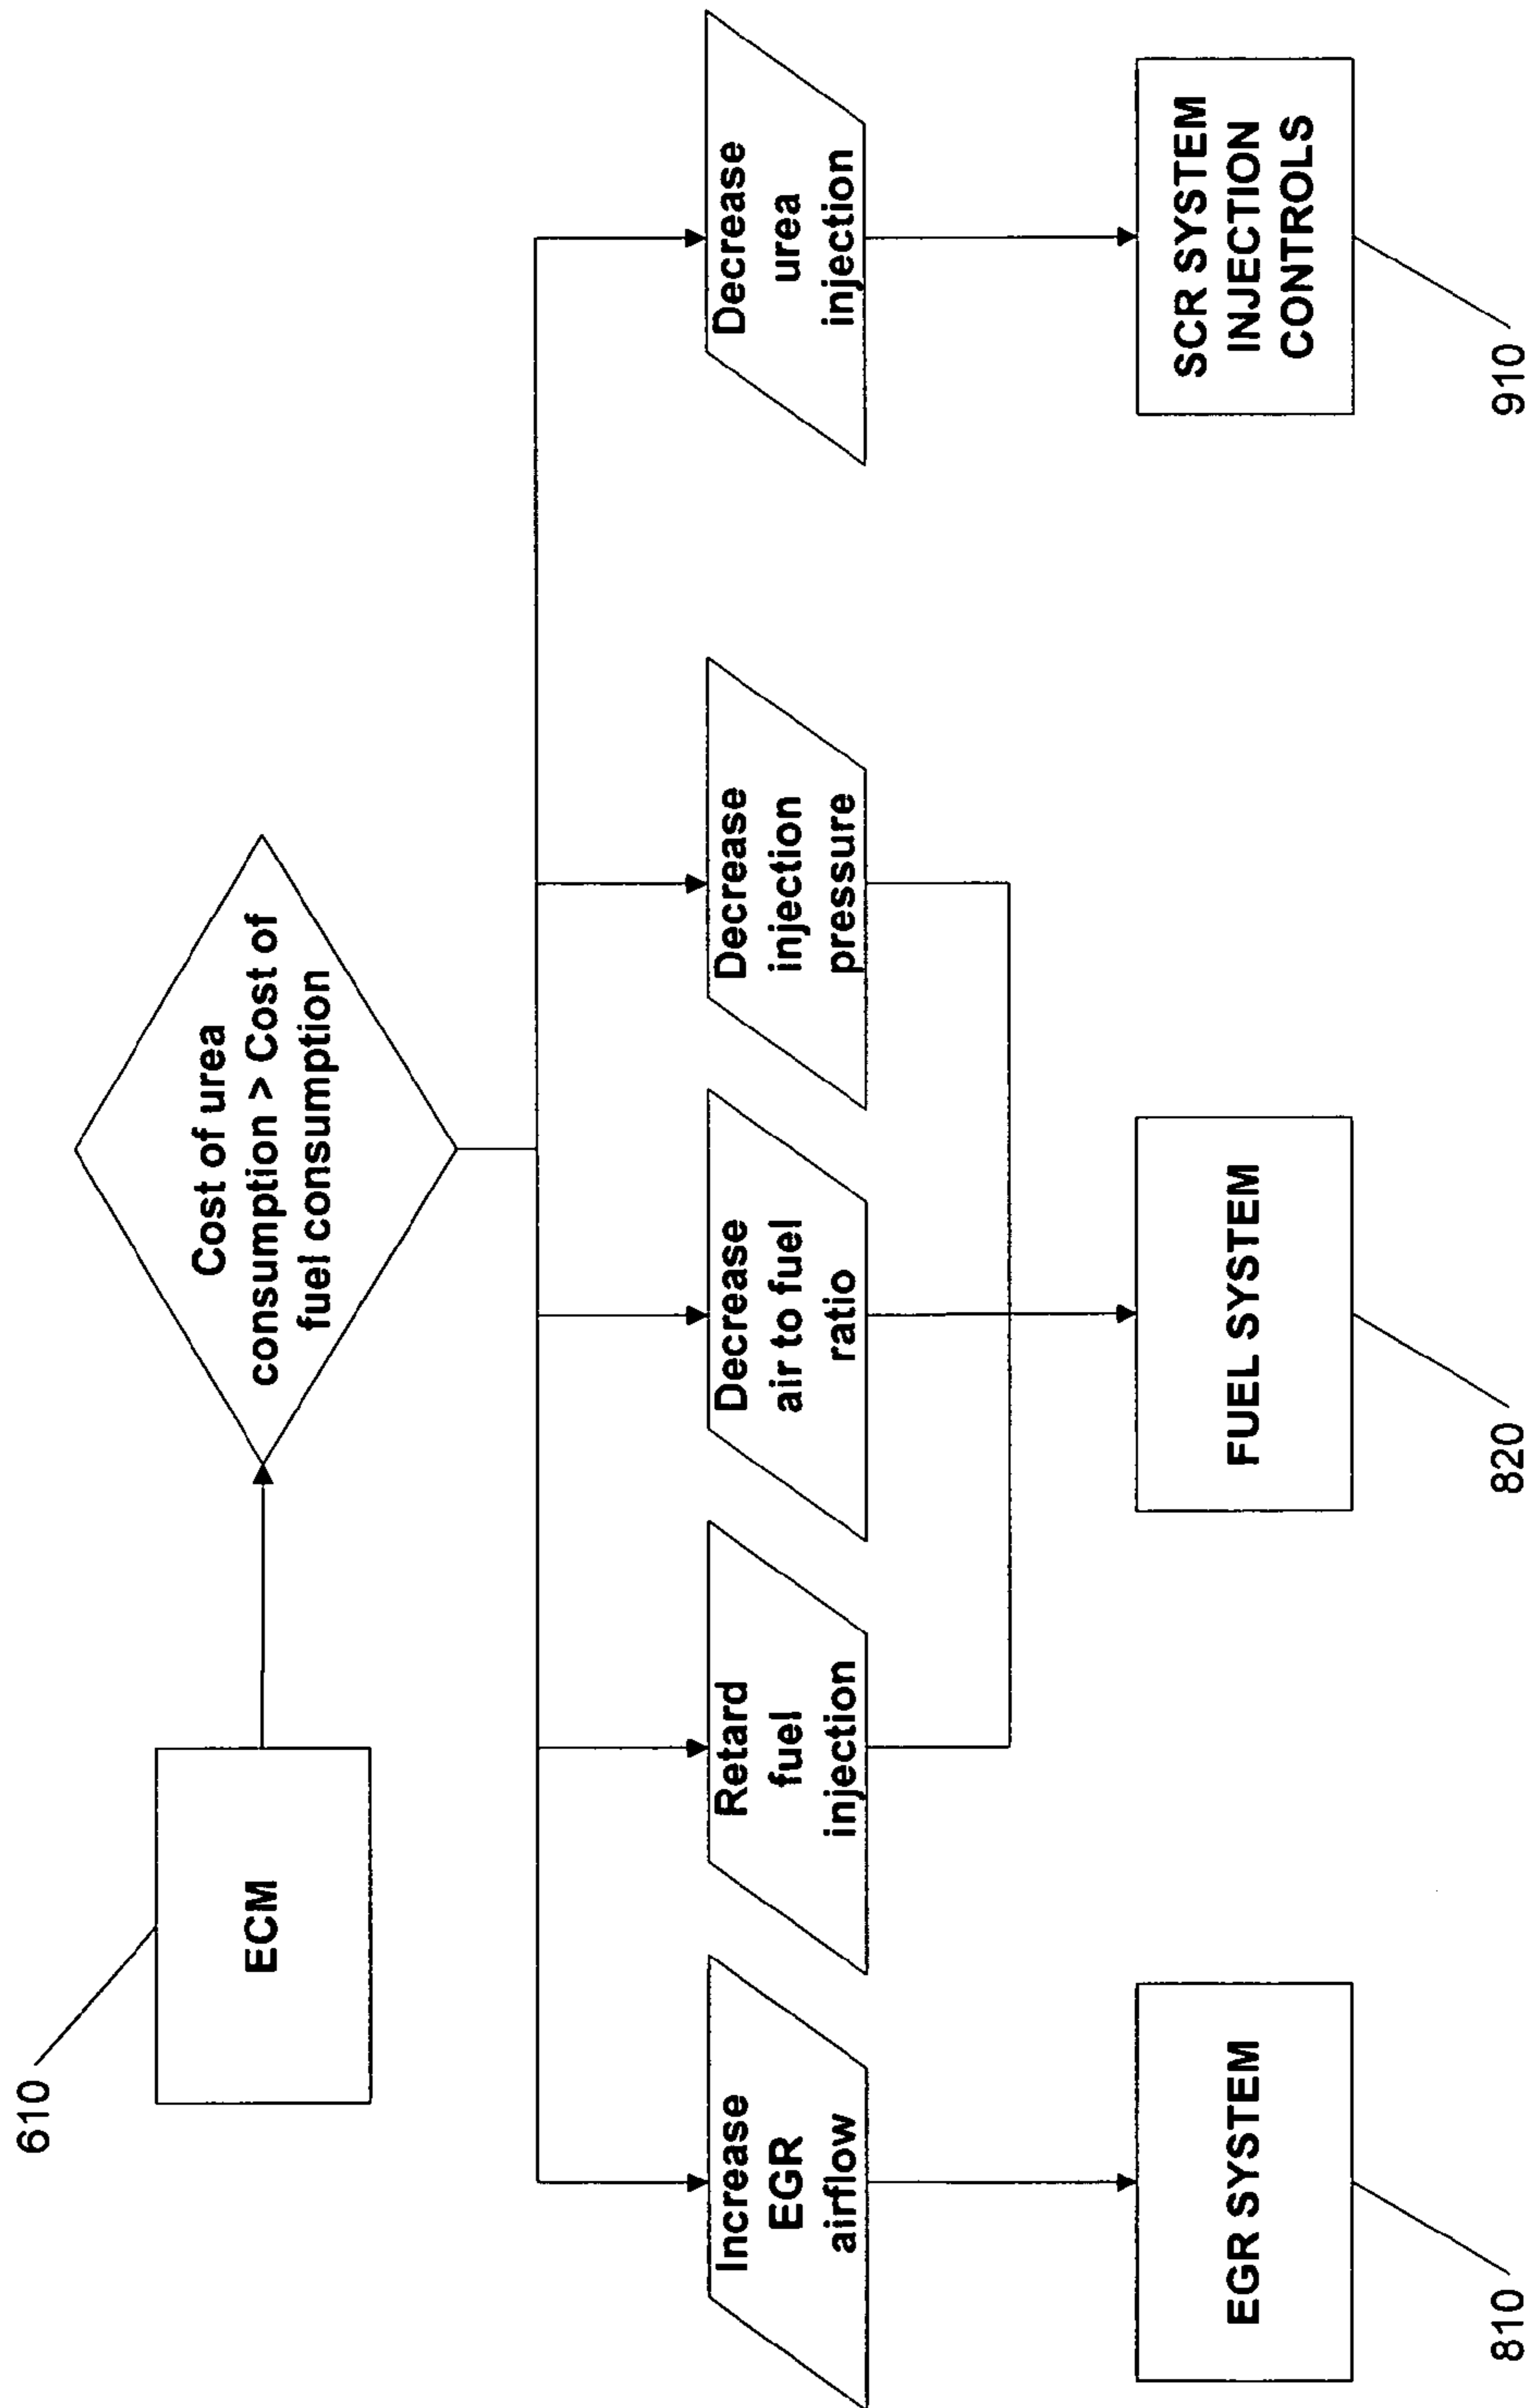 610
ECM
Cost of urea
consumption > Cost of
fuel consumption
Increase
EGR
airflow
Retard
fuel
injection
Decrease
air to fuel
ratio
Decrease
injection
pressure
Decrease
urea
injection
EGR SYSTEM
FUEL SYSTEM
SCR SYSTEM
INJECTION
CONTROLS
810
820
910